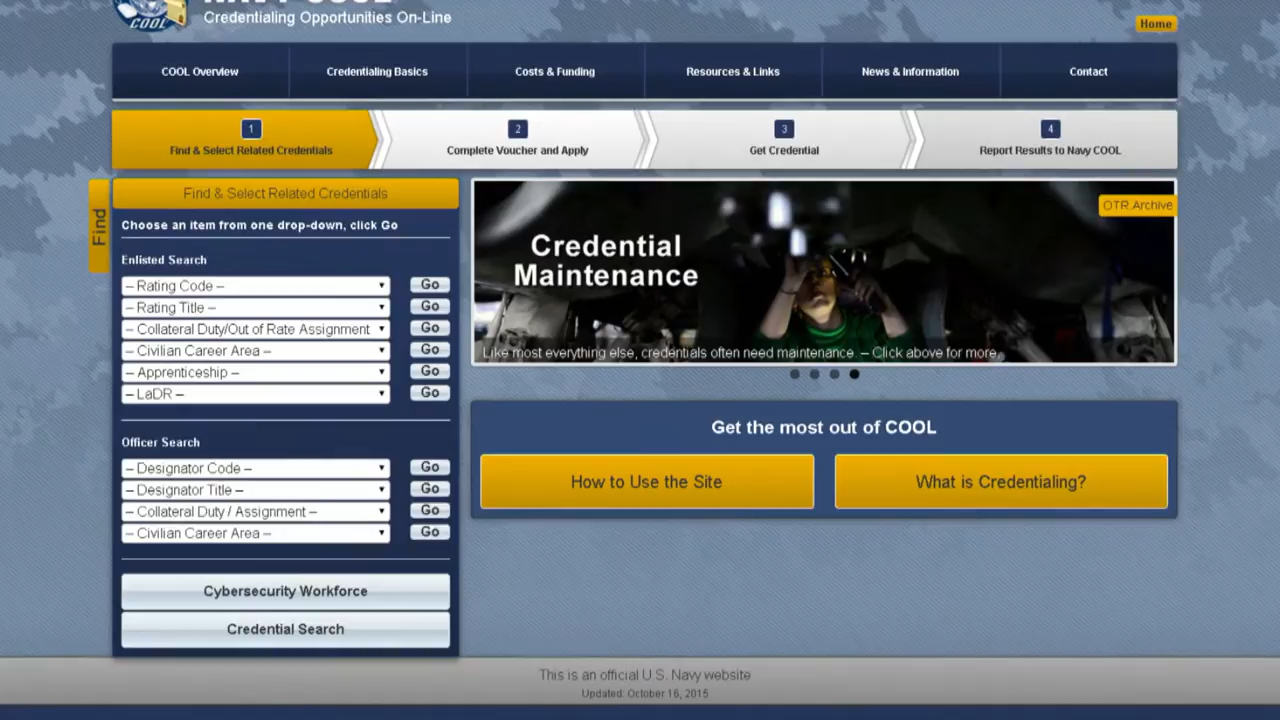 COOL
NAVY COOL
Credentialing Opportunities On-Line
Home
COOL Overview
Credentialing Basics
Costs & Funding
Resources & Links
News & Information
Contact
1
Find & Select Related Credentials
2
Complete Voucher and Apply
3
Get Credential
4
Report Results to Navy COOL
Find
Find & Select Related Credentials
Choose an item from one drop-down, click Go
Enlisted Search
– Rating Code – Go
– Rating Title – Go
– Collateral Duty/Out of Rate Assignment Go
– Civilian Career Area – Go
– Apprenticeship – Go
– LaDR – Go
Officer Search
– Designator Code – Go
– Designator Title – Go
– Collateral Duty / Assignment – Go
– Civilian Career Area – Go
Cybersecurity Workforce
Credential Search
OTR Archive
Credential
Maintenance
Like most everything else, credentials often need maintenance. – Click above for more.
Get the most out of COOL
How to Use the Site
What is Credentialing?
This is an official U.S. Navy website
Updated: October 16, 2015